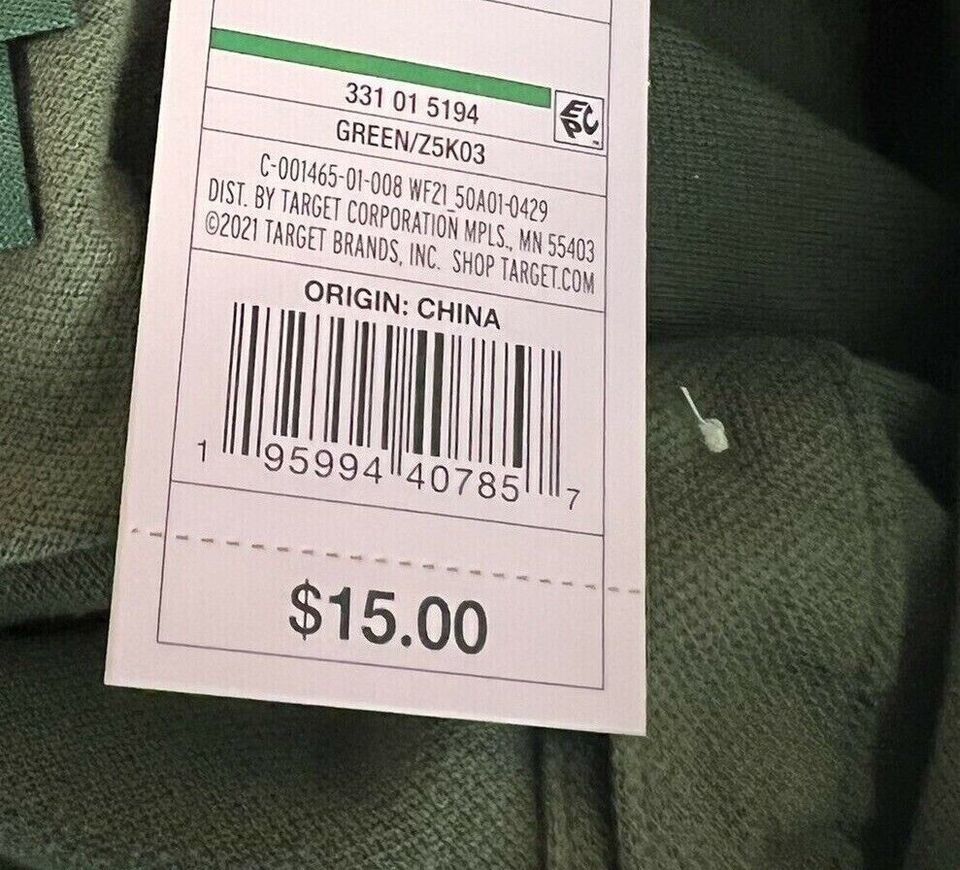 331 01 5194
EPC
GREEN/Z5K03
C-001465-01-008 WF21_50A01-0429
DIST. BY TARGET CORPORATION MPLS., MN 55403
©2021 TARGET BRANDS, INC. SHOP TARGET.COM
ORIGIN: CHINA
1 95994 40785 7
$15.00